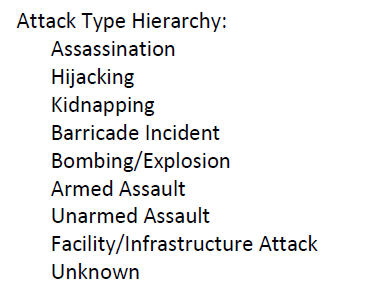 Attack Type Hierarchy:
Assassination
Hijacking
Kidnapping
Barricade Incident
Bombing/Explosion
Armed Assault
Unarmed Assault
Facility/Infrastructure Attack
Unknown